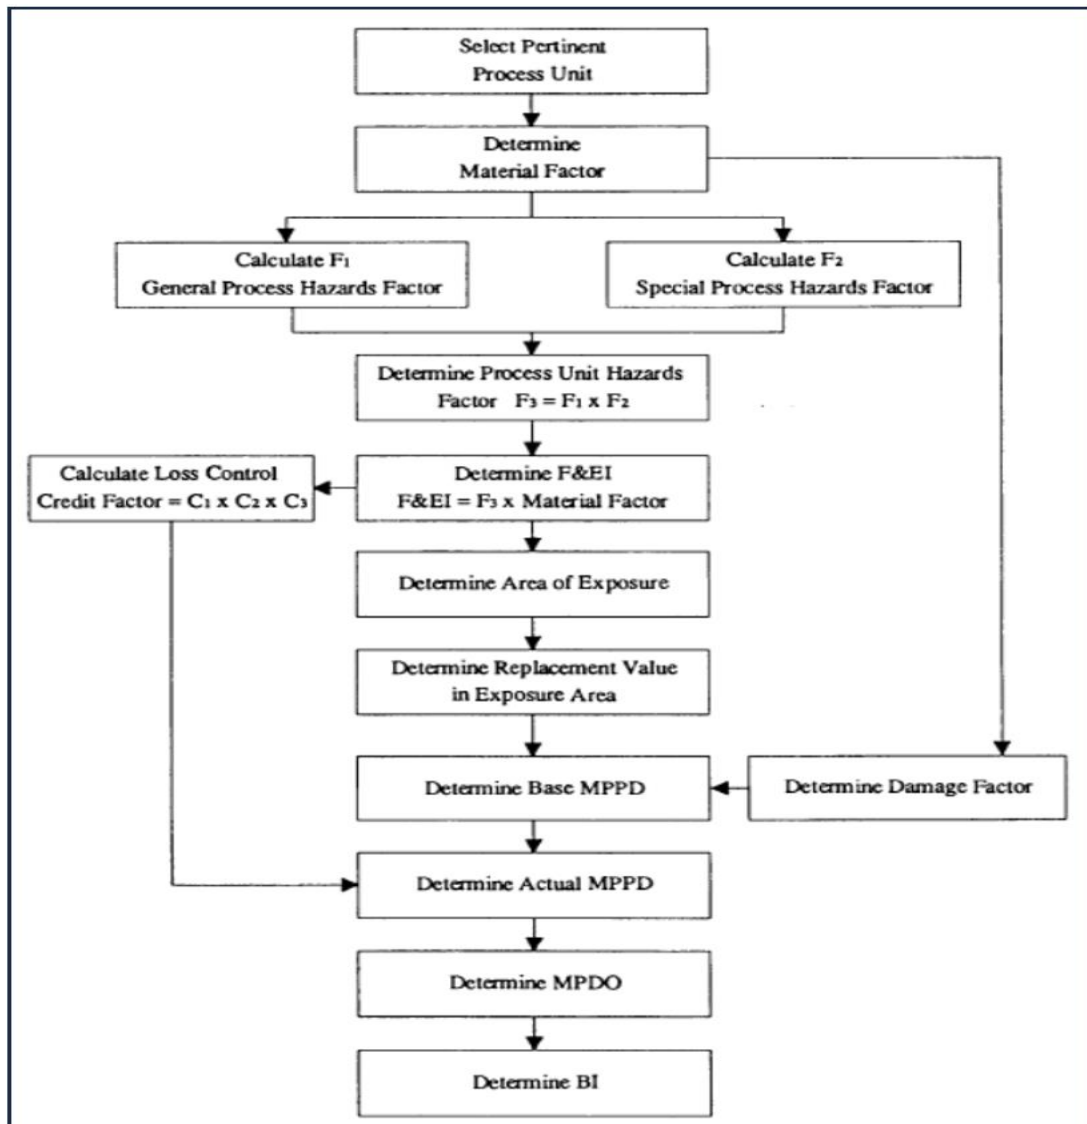 Select Pertinent
Process Unit
Determine
Material Factor
Calculate F₁
General Process Hazards Factor
Calculate F₂
Special Process Hazards Factor
Determine Process Unit Hazards
Factor F₃ = F₁ x F₂
Calculate Loss Control
Credit Factor = C₁ x C₂ x C₃
Determine F&EI
F&EI = F₃ x Material Factor
Determine Area of Exposure
Determine Replacement Value
in Exposure Area
Determine Base MPPD
Determine Damage Factor
Determine Actual MPPD
Determine MPDO
Determine BI